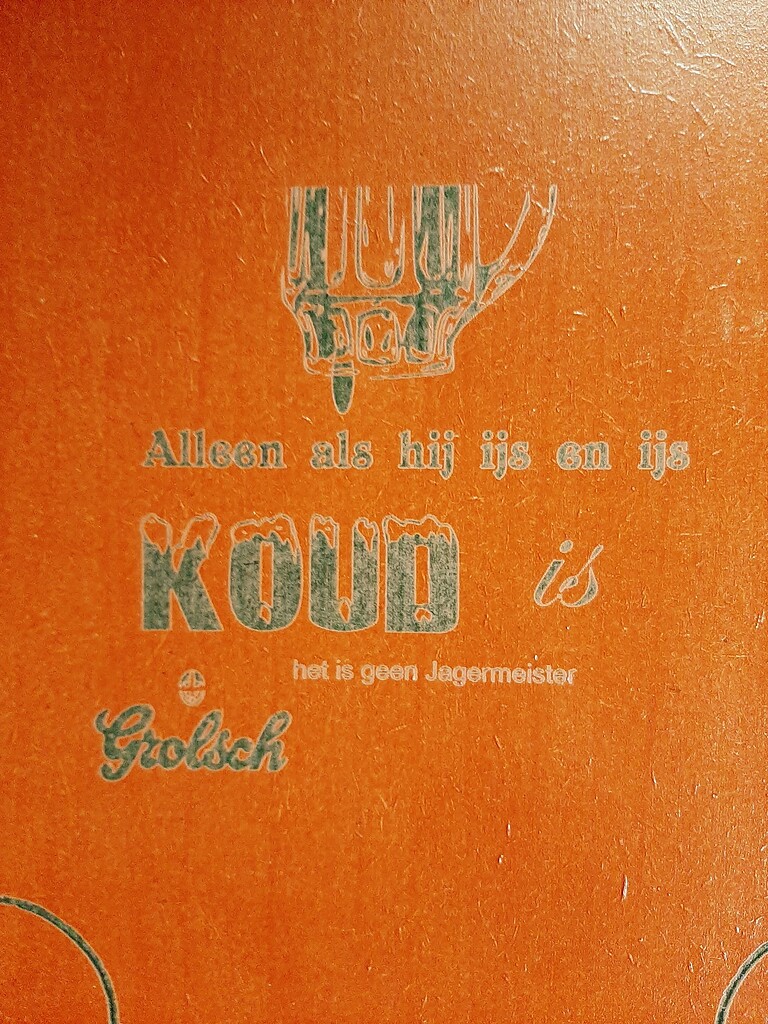 Alleen als hij ijs en ijs
KOUD is
het is geen Jagermeister
Grolsch